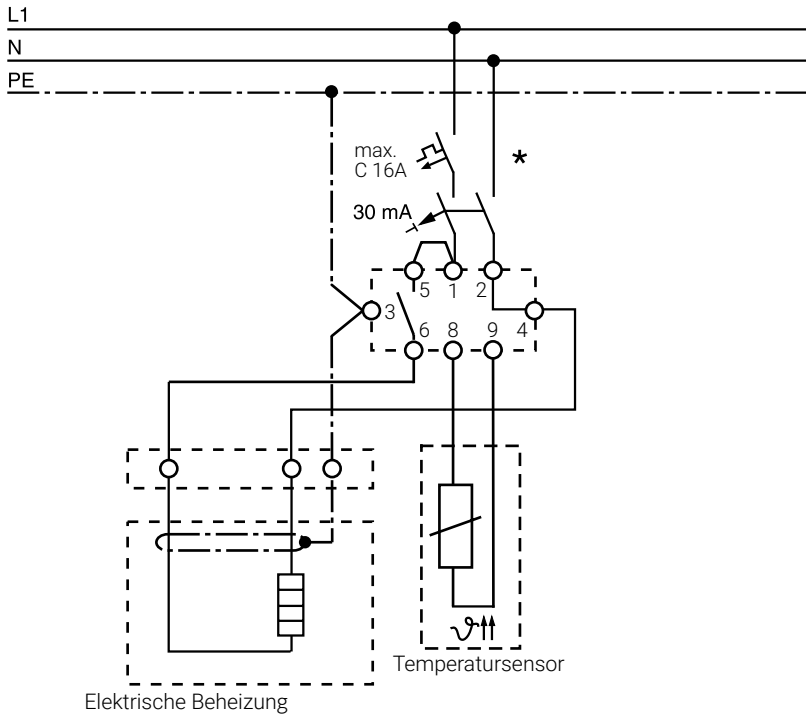 L1
N
PE
max.
C 16A
*
30 mA
5 1 2
3
4
6 8 9
ϑ
Temperatursensor
Elektrische Beheizung